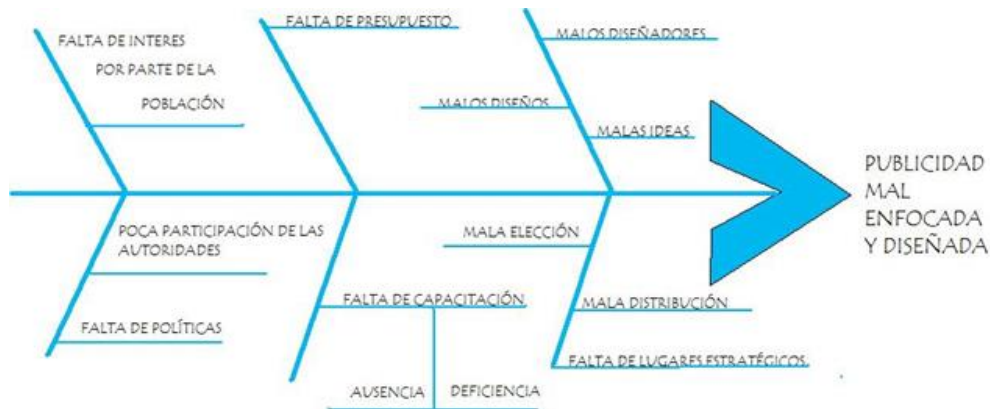 FALTA DE INTERES
POR PARTE DE LA
POBLACIÓN
FALTA DE PRESUPUESTO
MALOS DISEÑADORES
MALOS DISEÑOS
MALAS IDEAS
PUBLICIDAD
MAL
ENFOCADA
Y DISEÑADA
POCA PARTICIPACIÓN DE LAS
AUTORIDADES
FALTA DE POLÍTICAS
FALTA DE CAPACITACIÓN
AUSENCIA
DEFICIENCIA
MALA ELECCIÓN
MALA DISTRIBUCIÓN
FALTA DE LUGARES ESTRATÉGICOS.